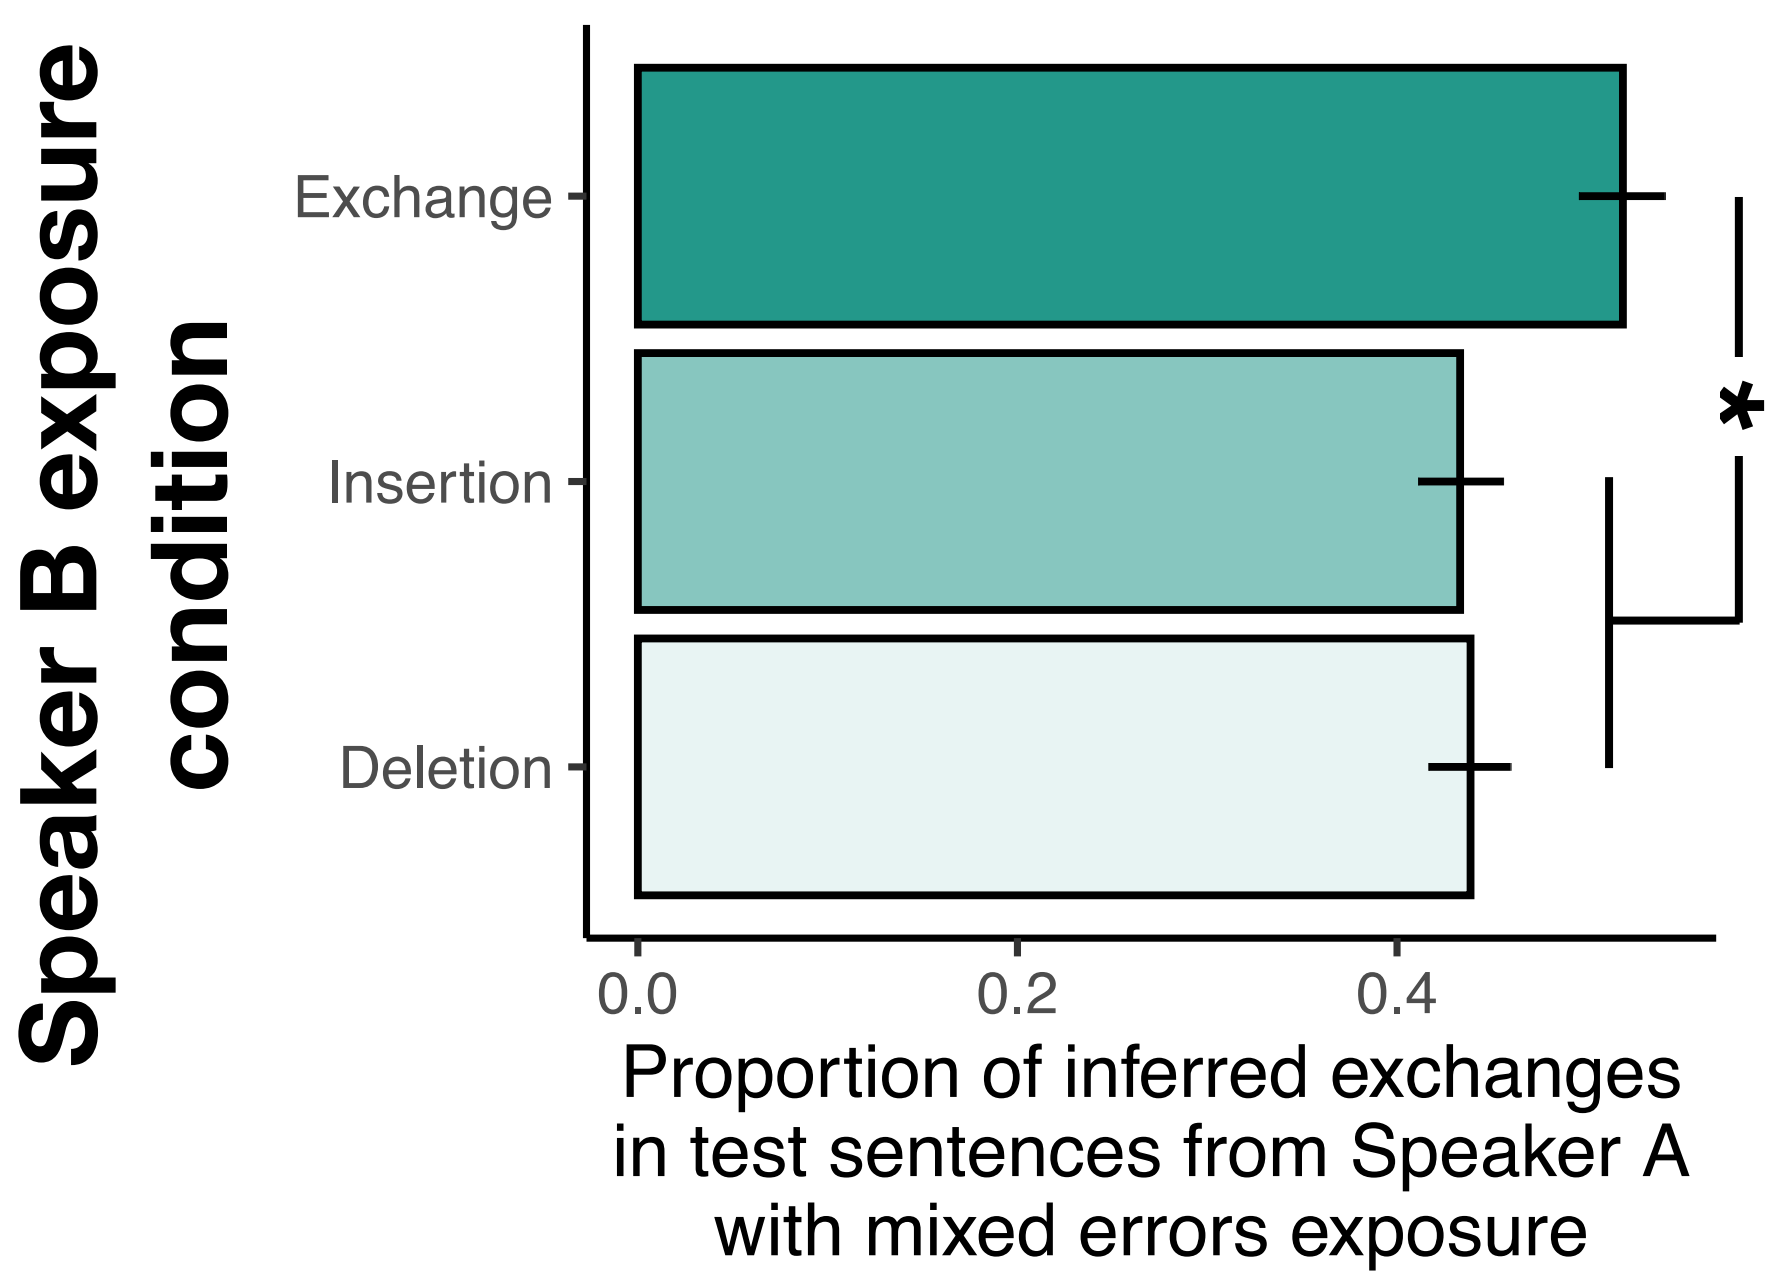 Speaker B exposure
condition
Exchange
Insertion
Deletion
*
0.0
0.2
0.4
Proportion of inferred exchanges
in test sentences from Speaker A
with mixed errors exposure